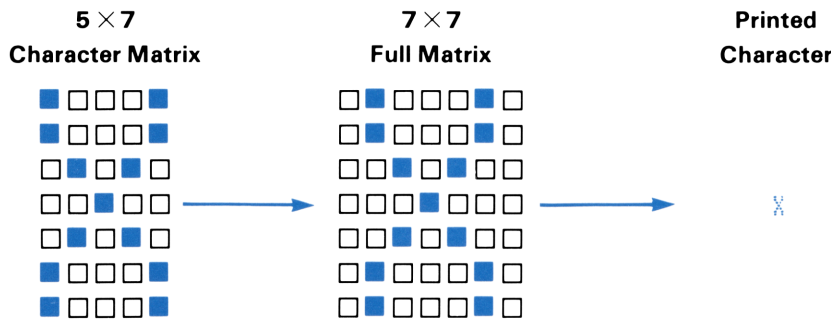 5 × 7
Character Matrix
7 × 7
Full Matrix
Printed
Character
X